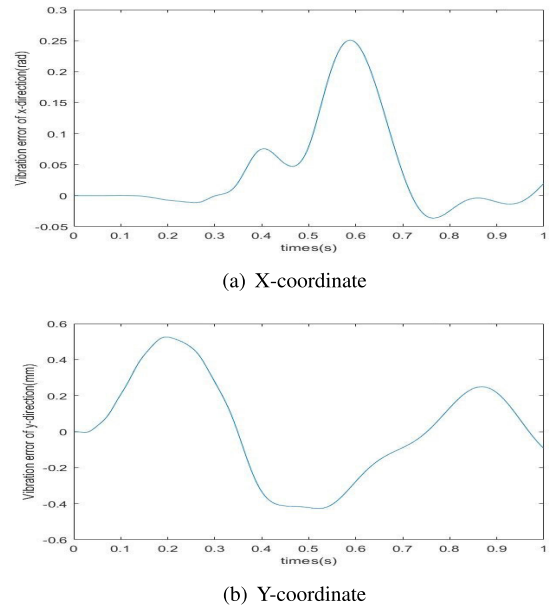 Vibration error of x-direction(rad)
0.3
0.25
0.2
0.15
0.1
0.05
0
-0.05
0 0.1 0.2 0.3 0.4 0.5 0.6 0.7 0.8 0.9 1
times(s)
(a) X-coordinate
Vibration error of y-direction(mm)
0.6
0.4
0.2
0
-0.2
-0.4
-0.6
0 0.1 0.2 0.3 0.4 0.5 0.6 0.7 0.8 0.9 1
times(s)
(b) Y-coordinate